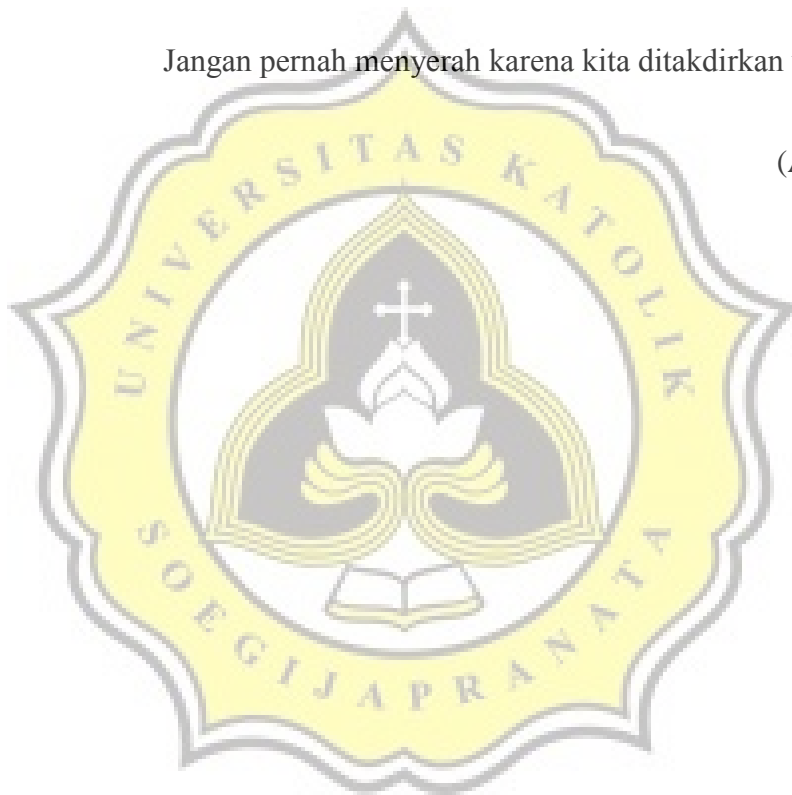 Jangan pernah menyerah karena kita ditakdirkan
(
UNIVERSITAS KATOLIK
SOEGIJAPRANATA